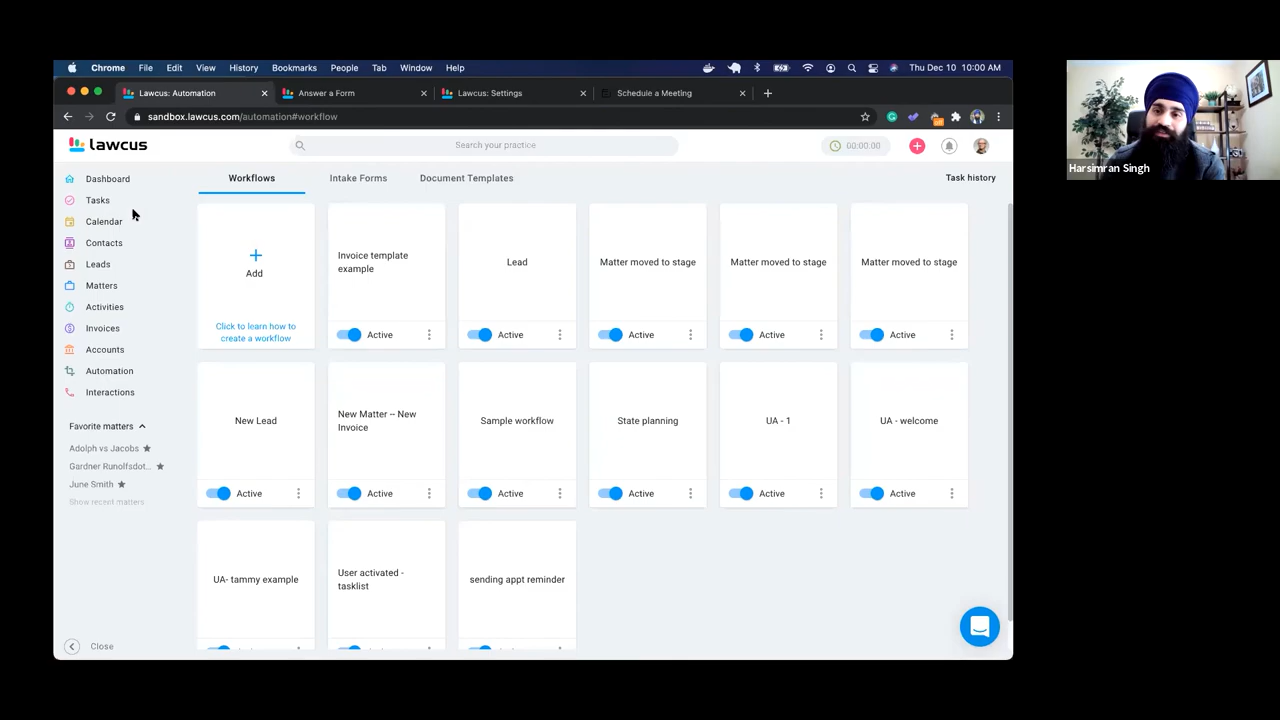 Chrome File Edit View History Bookmarks People Tab Window Help Thu Dec 10 10:00 AM
Lawcus: Automation Answer a Form Lawcus: Settings Schedule a Meeting
sandbox.lawcus.com/automation#workflow
lawcus Search your practice 00:00:00
Harsimran Singh
Dashboard
Tasks
Calendar
Contacts
Leads
Matters
Activities
Invoices
Accounts
Automation
Interactions
Favorite matters
Adolph vs Jacobs
Gardner Runolfsdot...
June Smith
Show recent matters
Close
Workflows Intake Forms Document Templates Task history
Add
Click to learn how to
create a workflow
Invoice template
example
Active
Lead
Active
Matter moved to stage
Active
Matter moved to stage
Active
Matter moved to stage
Active
New Lead
Active
New Matter -- New
Invoice
Active
Sample workflow
Active
State planning
Active
UA - 1
Active
UA - welcome
Active
UA- tammy example
User activated -
tasklist
sending appt reminder